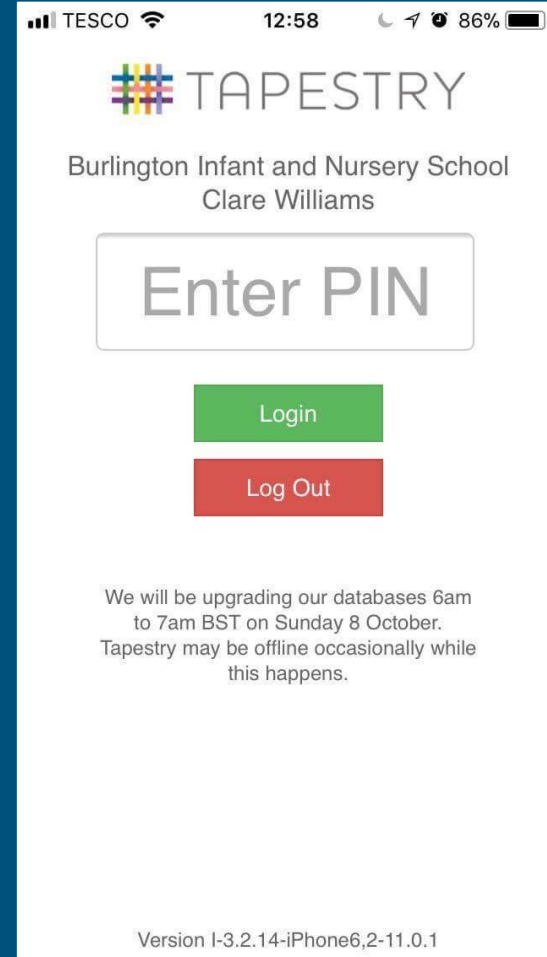 TESCO 12:58 86%
TAPESTRY
Burlington Infant and Nursery School
Clare Williams
Enter PIN
Login
Log Out
We will be upgrading our databases 6am
to 7am BST on Sunday 8 October.
Tapestry may be offline occasionally while
this happens.
Version I-3.2.14-iPhone6,2-11.0.1